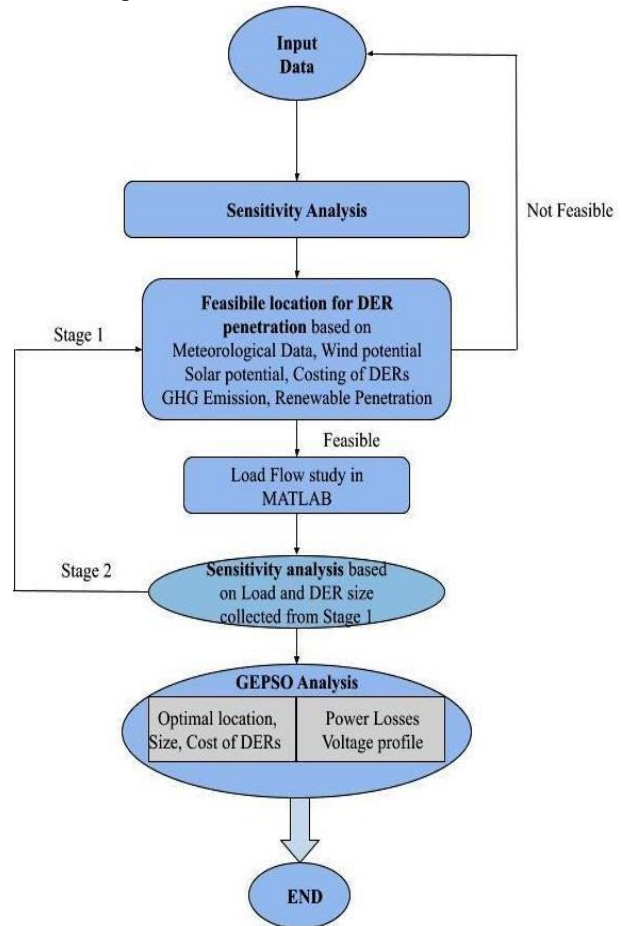 Input
Data
Sensitivity Analysis
Not Feasible
Feasibile location for DER
penetration based on
Meteorological Data, Wind potential
Solar potential, Costing of DERs
GHG Emission, Renewable Penetration
Stage 1
Feasible
Load Flow study in
MATLAB
Stage 2
Sensitivity analysis based
on Load and DER size
collected from Stage 1
GEPSO Analysis
Optimal location,
Size, Cost of DERs
Power Losses
Voltage profile
END